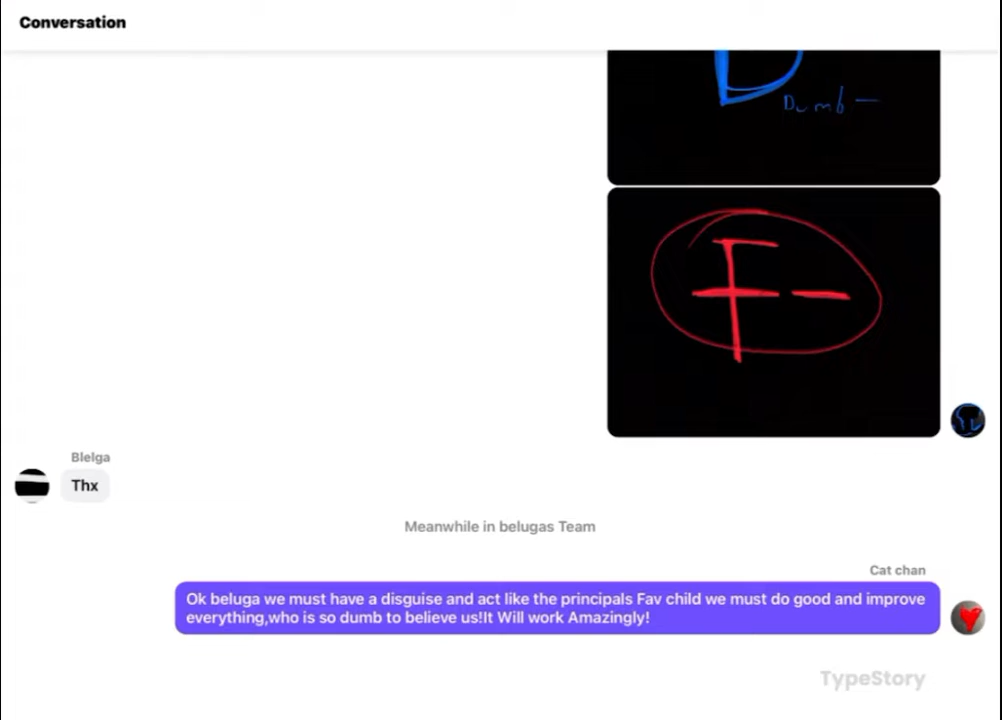 Conversation
D
Dumb —
F-
Blelga
Thx
Meanwhile in belugas Team
Cat chan
Ok beluga we must have a disguise and act like the principals Fav child we must do good and improve
everything,who is so dumb to believe us!It Will work Amazingly!
TypeStory